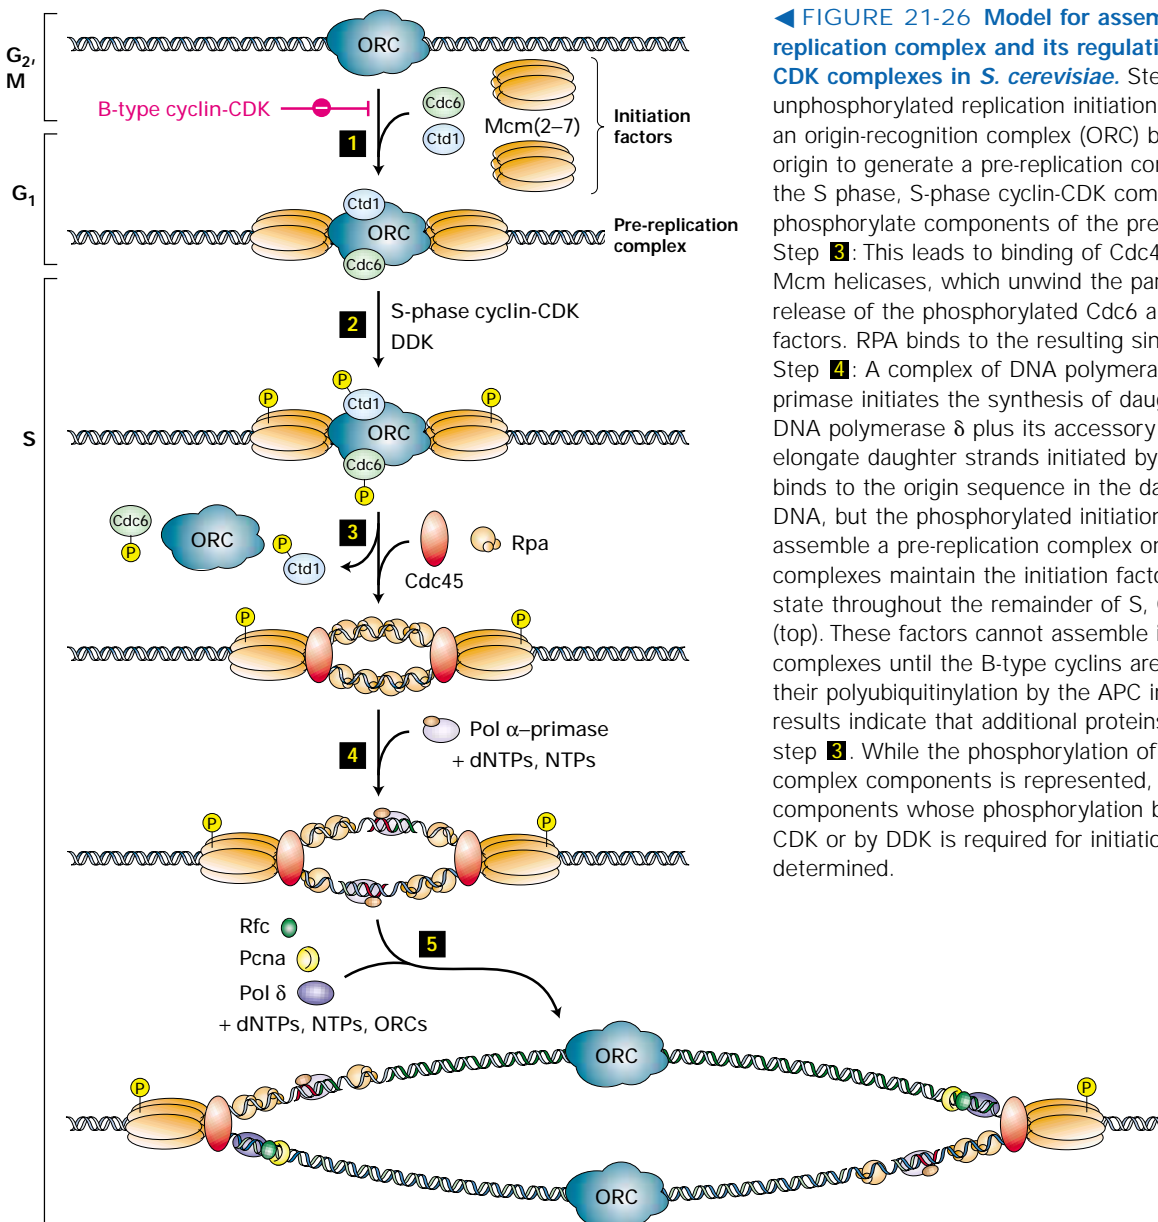 G2, M
ORC
B-type cyclin-CDK
Cdc6
Ctd1
Mcm(2–7)
Initiation
factors
1
G1
Ctd1
ORC
Cdc6
Pre-replication
complex
2
S-phase cyclin-CDK
DDK
S
P
P
Ctd1
P
ORC
Cdc6
P
Cdc6
P
ORC
P
Ctd1
3
Cdc45
Rpa
P
P
4
Pol α–primase
+ dNTPs, NTPs
P
P
Rfc
Pcna
Pol δ
+ dNTPs, NTPs, ORCs
5
ORC
P
P
ORC
◀ FIGURE 21-26 Model for assem
replication complex and its regulati
CDK complexes in S. cerevisiae. Ste
unphosphorylated replication initiation
an origin-recognition complex (ORC) b
origin to generate a pre-replication con
the S phase, S-phase cyclin-CDK com
phosphorylate components of the pre
Step 3: This leads to binding of Cdc4
Mcm helicases, which unwind the par
release of the phosphorylated Cdc6 a
factors. RPA binds to the resulting sin
Step 4: A complex of DNA polymera
primase initiates the synthesis of daug
DNA polymerase δ plus its accessory
elongate daughter strands initiated by
binds to the origin sequence in the da
DNA, but the phosphorylated initiation
assemble a pre-replication complex or
complexes maintain the initiation facto
state throughout the remainder of S, (
(top). These factors cannot assemble i
complexes until the B-type cyclins are
their polyubiquitinylation by the APC in
results indicate that additional proteins
step 3. While the phosphorylation of
complex components is represented,
components whose phosphorylation b
CDK or by DDK is required for initiatio
determined.